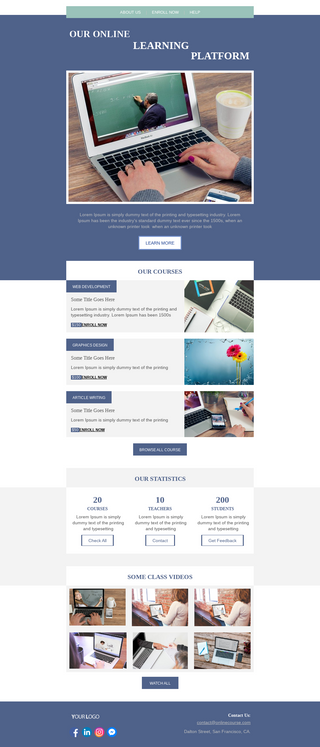 ABOUT US ENROLL NOW HELP
OUR ONLINE
LEARNING
PLATFORM
Lorem Ipsum is simply dummy text of the printing and typesetting industry. Lorem
Ipsum has been the industry's standard dummy text ever since the 1500s, when an
unknown printer took when an unknown printer took
LEARN MORE
OUR COURSES
WEB DEVELOPMENT
Some Title Goes Here
Lorem Ipsum is simply dummy text of the printing and
typesetting industry. Lorem Ipsum has been 1500s
ENROLL NOW
GRAPHICS DESIGN
Some Title Goes Here
Lorem Ipsum is simply dummy text of the printing
ENROLL NOW
ARTICLE WRITING
Some Title Goes Here
Lorem Ipsum is simply dummy text of the printing
ENROLL NOW
BROWSE ALL COURSE
OUR STATISTICS
20 10 200
COURSES TEACHERS STUDENTS
Lorem Ipsum is simply Lorem Ipsum is simply Lorem Ipsum is simply
dummy text of the printing dummy text of the printing dummy text of the printing
and typesetting and typesetting and typesetting
Check All Contact Get Feedback
SOME CLASS VIDEOS
WATCH ALL
YOUR LOGO
Contact Us
contact@onlinecourse.com
Dalton Street, San Francisco, CA